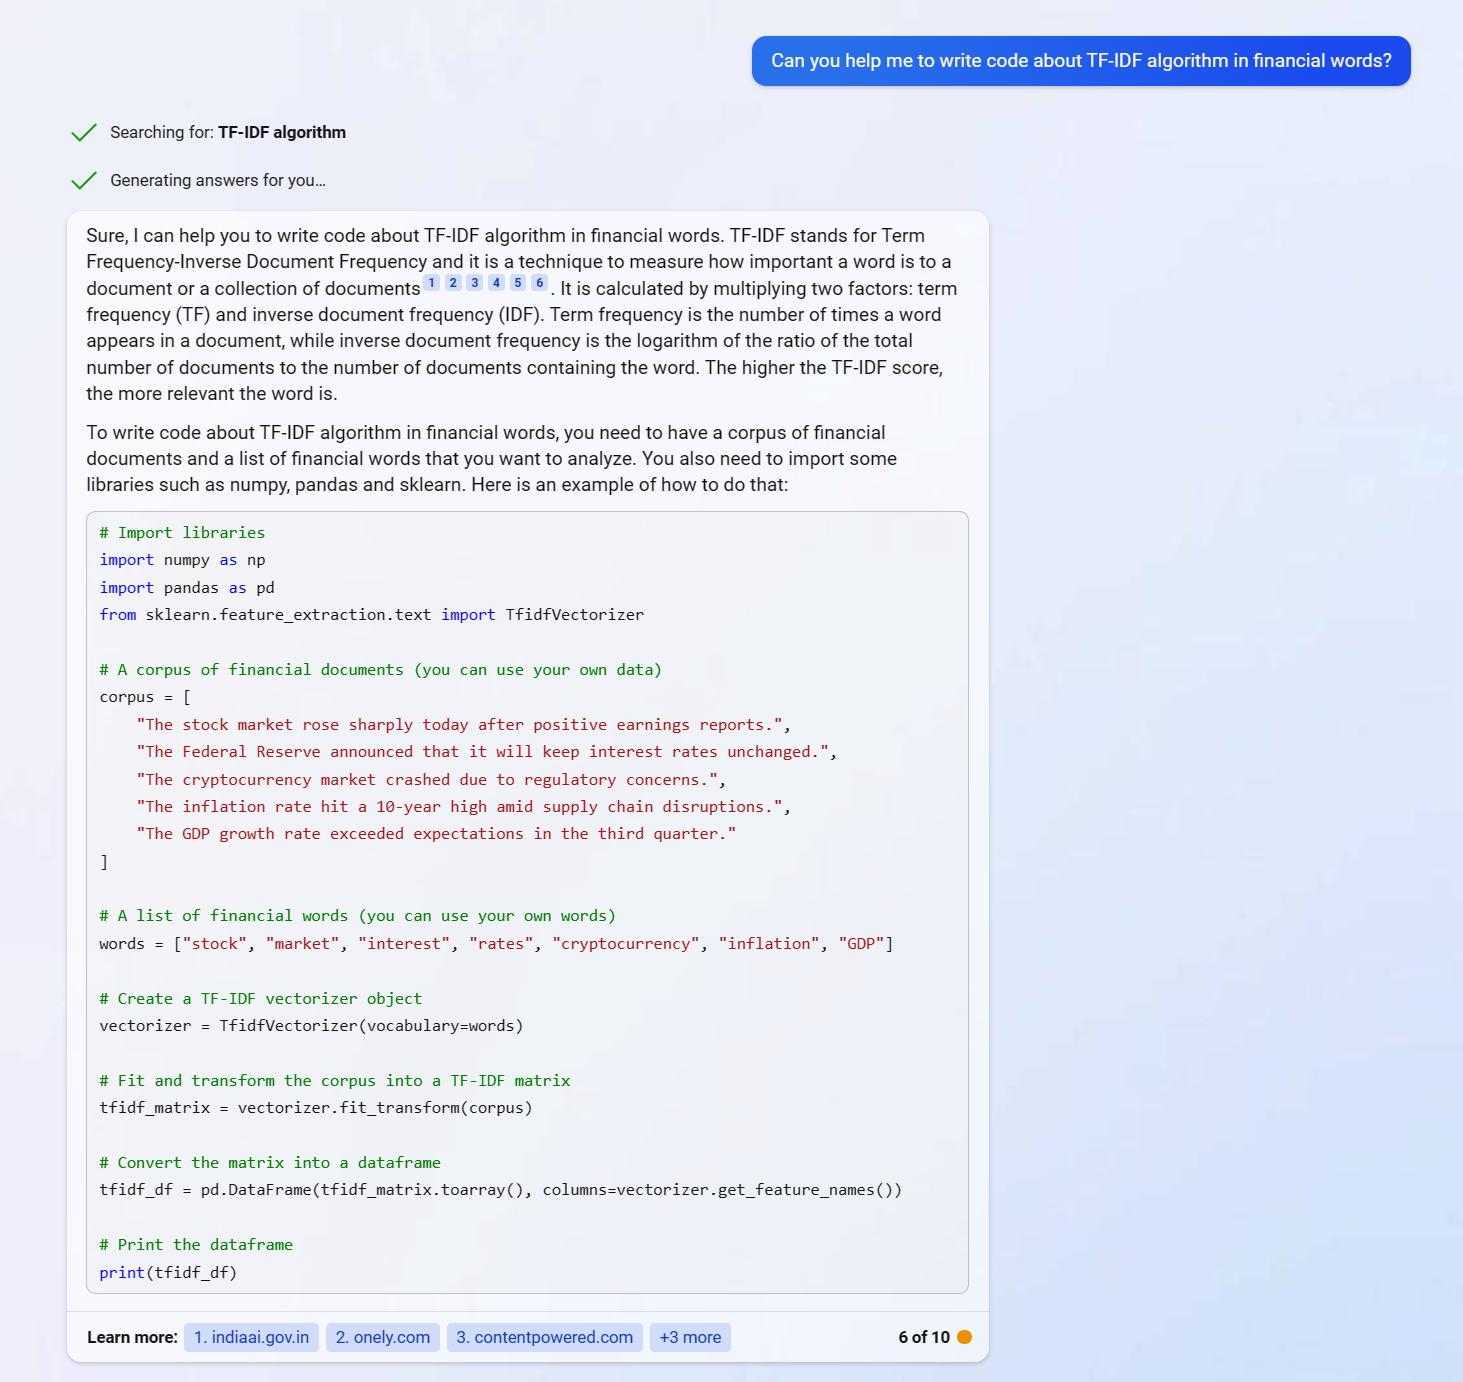 Can you help me to write code about TF-IDF algorithm in financial words?
Searching for: TF-IDF algorithm
Generating answers for you...
Sure, I can help you to write code about TF-IDF algorithm in financial words. TF-IDF stands for Term
Frequency-Inverse Document Frequency and it is a technique to measure how important a word is to a
document or a collection of documents 1 2 3 4 5 6 . It is calculated by multiplying two factors: term
frequency (TF) and inverse document frequency (IDF). Term frequency is the number of times a word
appears in a document, while inverse document frequency is the logarithm of the ratio of the total
number of documents to the number of documents containing the word. The higher the TF-IDF score,
the more relevant the word is.
To write code about TF-IDF algorithm in financial words, you need to have a corpus of financial
documents and a list of financial words that you want to analyze. You also need to import some
libraries such as numpy, pandas and sklearn. Here is an example of how to do that:
# Import libraries
import numpy as np
import pandas as pd
from sklearn.feature_extraction.text import TfidfVectorizer
# A corpus of financial documents (you can use your own data)
corpus = [
    "The stock market rose sharply today after positive earnings reports.",
    "The Federal Reserve announced that it will keep interest rates unchanged.",
    "The cryptocurrency market crashed due to regulatory concerns.",
    "The inflation rate hit a 10-year high amid supply chain disruptions.",
    "The GDP growth rate exceeded expectations in the third quarter."
]
# A list of financial words (you can use your own words)
words = ["stock", "market", "interest", "rates", "cryptocurrency", "inflation", "GDP"]
# Create a TF-IDF vectorizer object
vectorizer = TfidfVectorizer(vocabulary=words)
# Fit and transform the corpus into a TF-IDF matrix
tfidf_matrix = vectorizer.fit_transform(corpus)
# Convert the matrix into a dataframe
tfidf_df = pd.DataFrame(tfidf_matrix.toarray(), columns=vectorizer.get_feature_names())
# Print the dataframe
print(tfidf_df)
Learn more: 1. indiaai.gov.in 2. onely.com 3. contentpowered.com +3 more 6 of 10